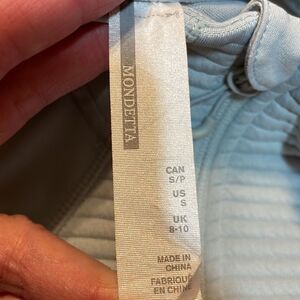 MONDETTA
CAN
S/P
US
S
UK
8-10
MADE IN
CHINA
FABRIQUÉ
EN CHINE